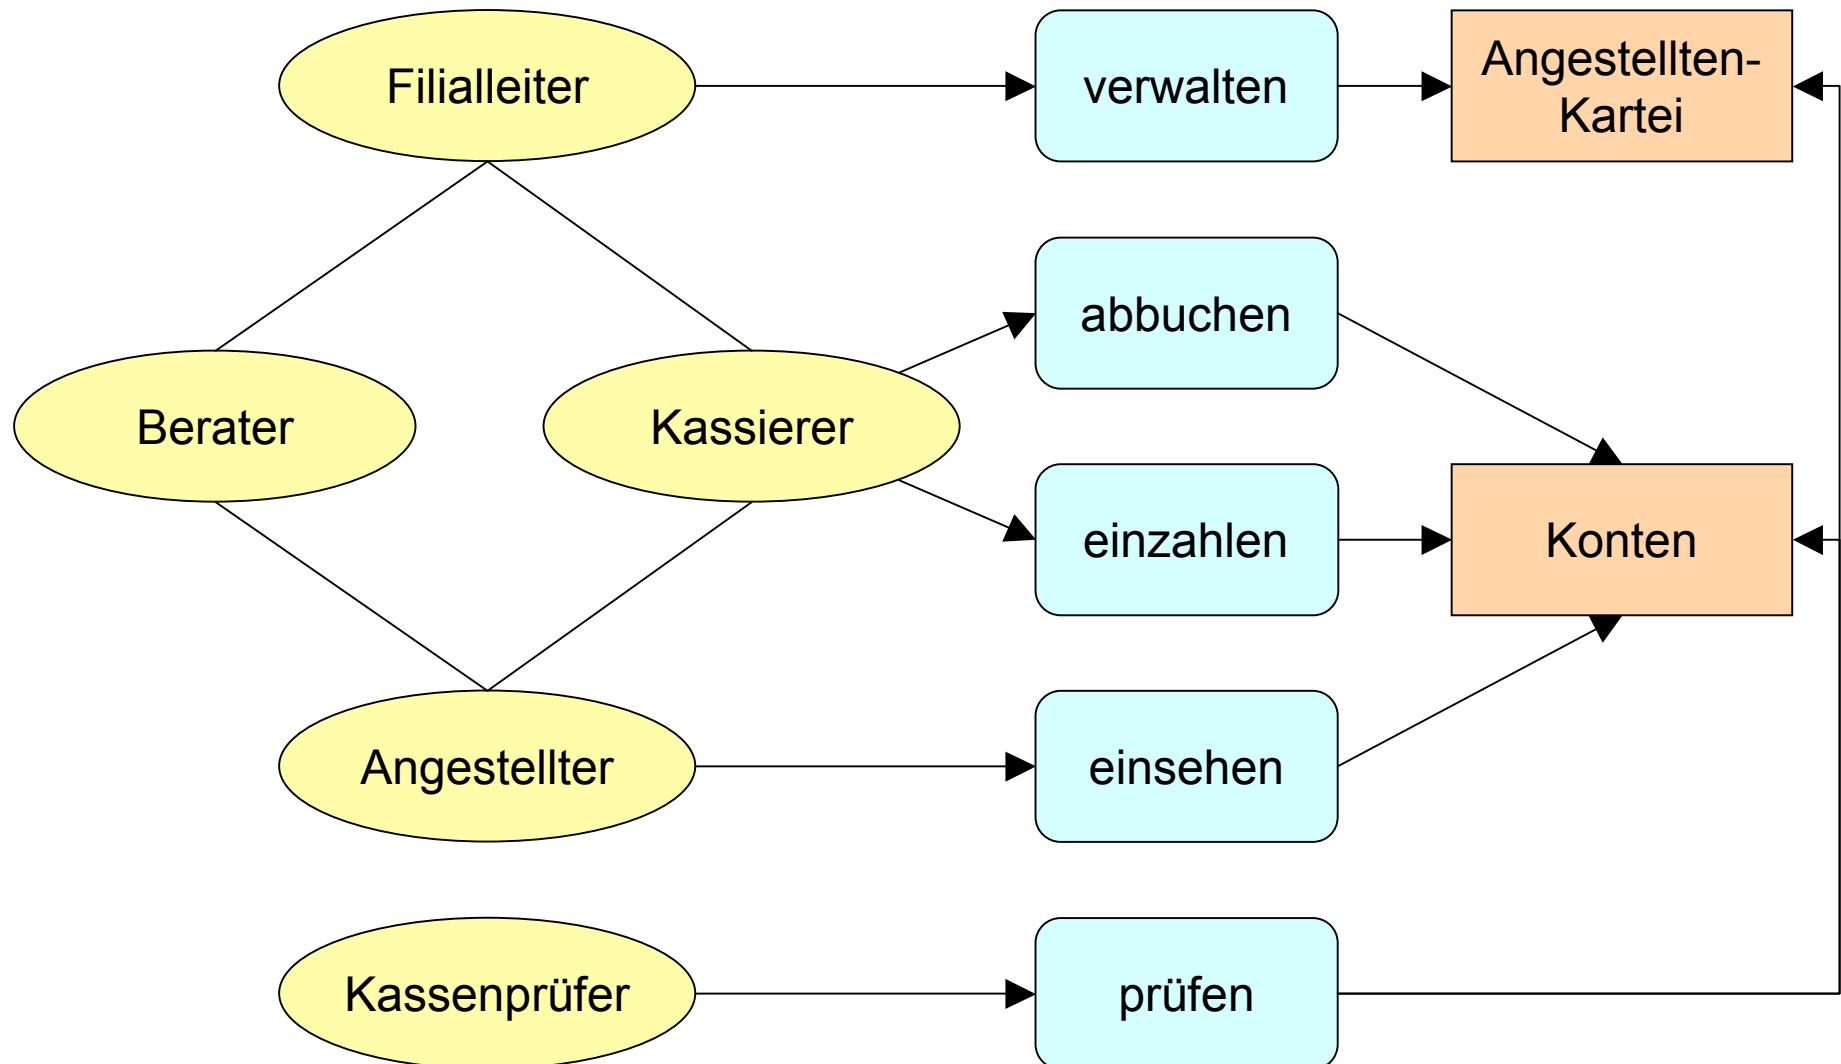 Filialleiter
verwalten
Angestellten-
Kartei
abbuchen
Berater
Kassierer
einzahlen
Konten
Angestellter
einsehen
Kassenprüfer
prüfen